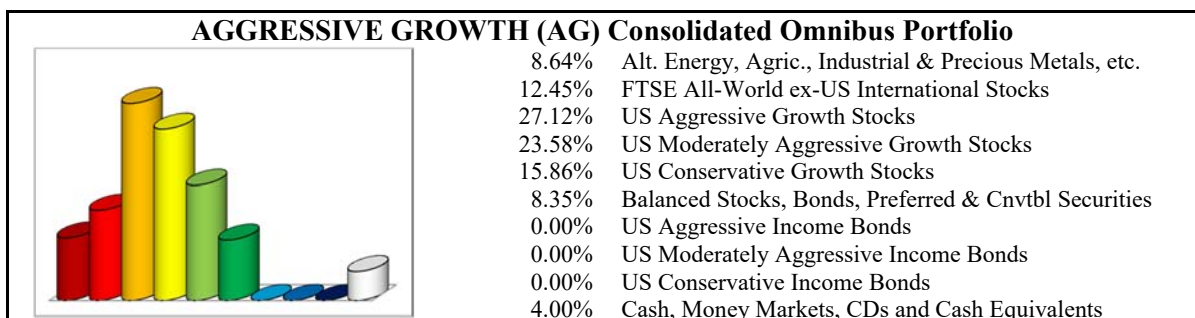 AGGRESSIVE GROWTH (AG) Consolidated Omnibus Portfolio
8.64% Alt. Energy, Agric., Industrial & Precious Metals, etc.
12.45% FTSE All-World ex-US International Stocks
27.12% US Aggressive Growth Stocks
23.58% US Moderately Aggressive Growth Stocks
15.86% US Conservative Growth Stocks
8.35% Balanced Stocks, Bonds, Preferred & Cnvtbl Securities
0.00% US Aggressive Income Bonds
0.00% US Moderately Aggressive Income Bonds
0.00% US Conservative Income Bonds
4.00% Cash, Money Markets, CDs and Cash Equivalents